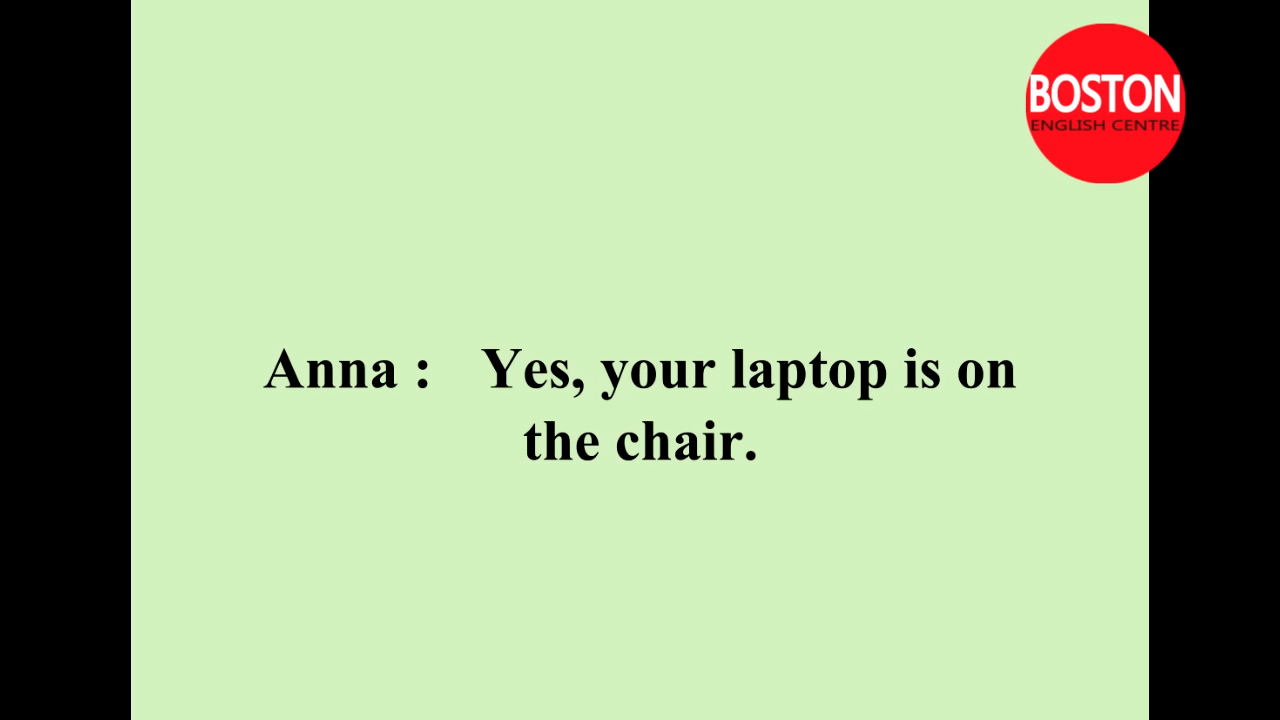 BOSTON
ENGLISH CENTRE
Anna : Yes, your laptop is on
the chair.